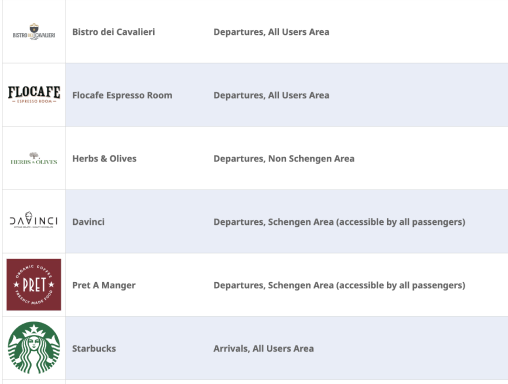 BISTRO DEI CAVALIERI
Bistro dei Cavalieri
Departures, All Users Area
FLOCAFE
ESPRESSO ROOM
Flocafe Espresso Room
Departures, All Users Area
HERBS & OLIVES
Herbs & Olives
Departures, Non Schengen Area
DAVINCI
Davinci
Departures, Schengen Area (accessible by all passengers)
ORGANIC COFFEE
PRET
FRESHLY MADE FOOD
Pret A Manger
Departures, Schengen Area (accessible by all passengers)
Starbucks
Arrivals, All Users Area